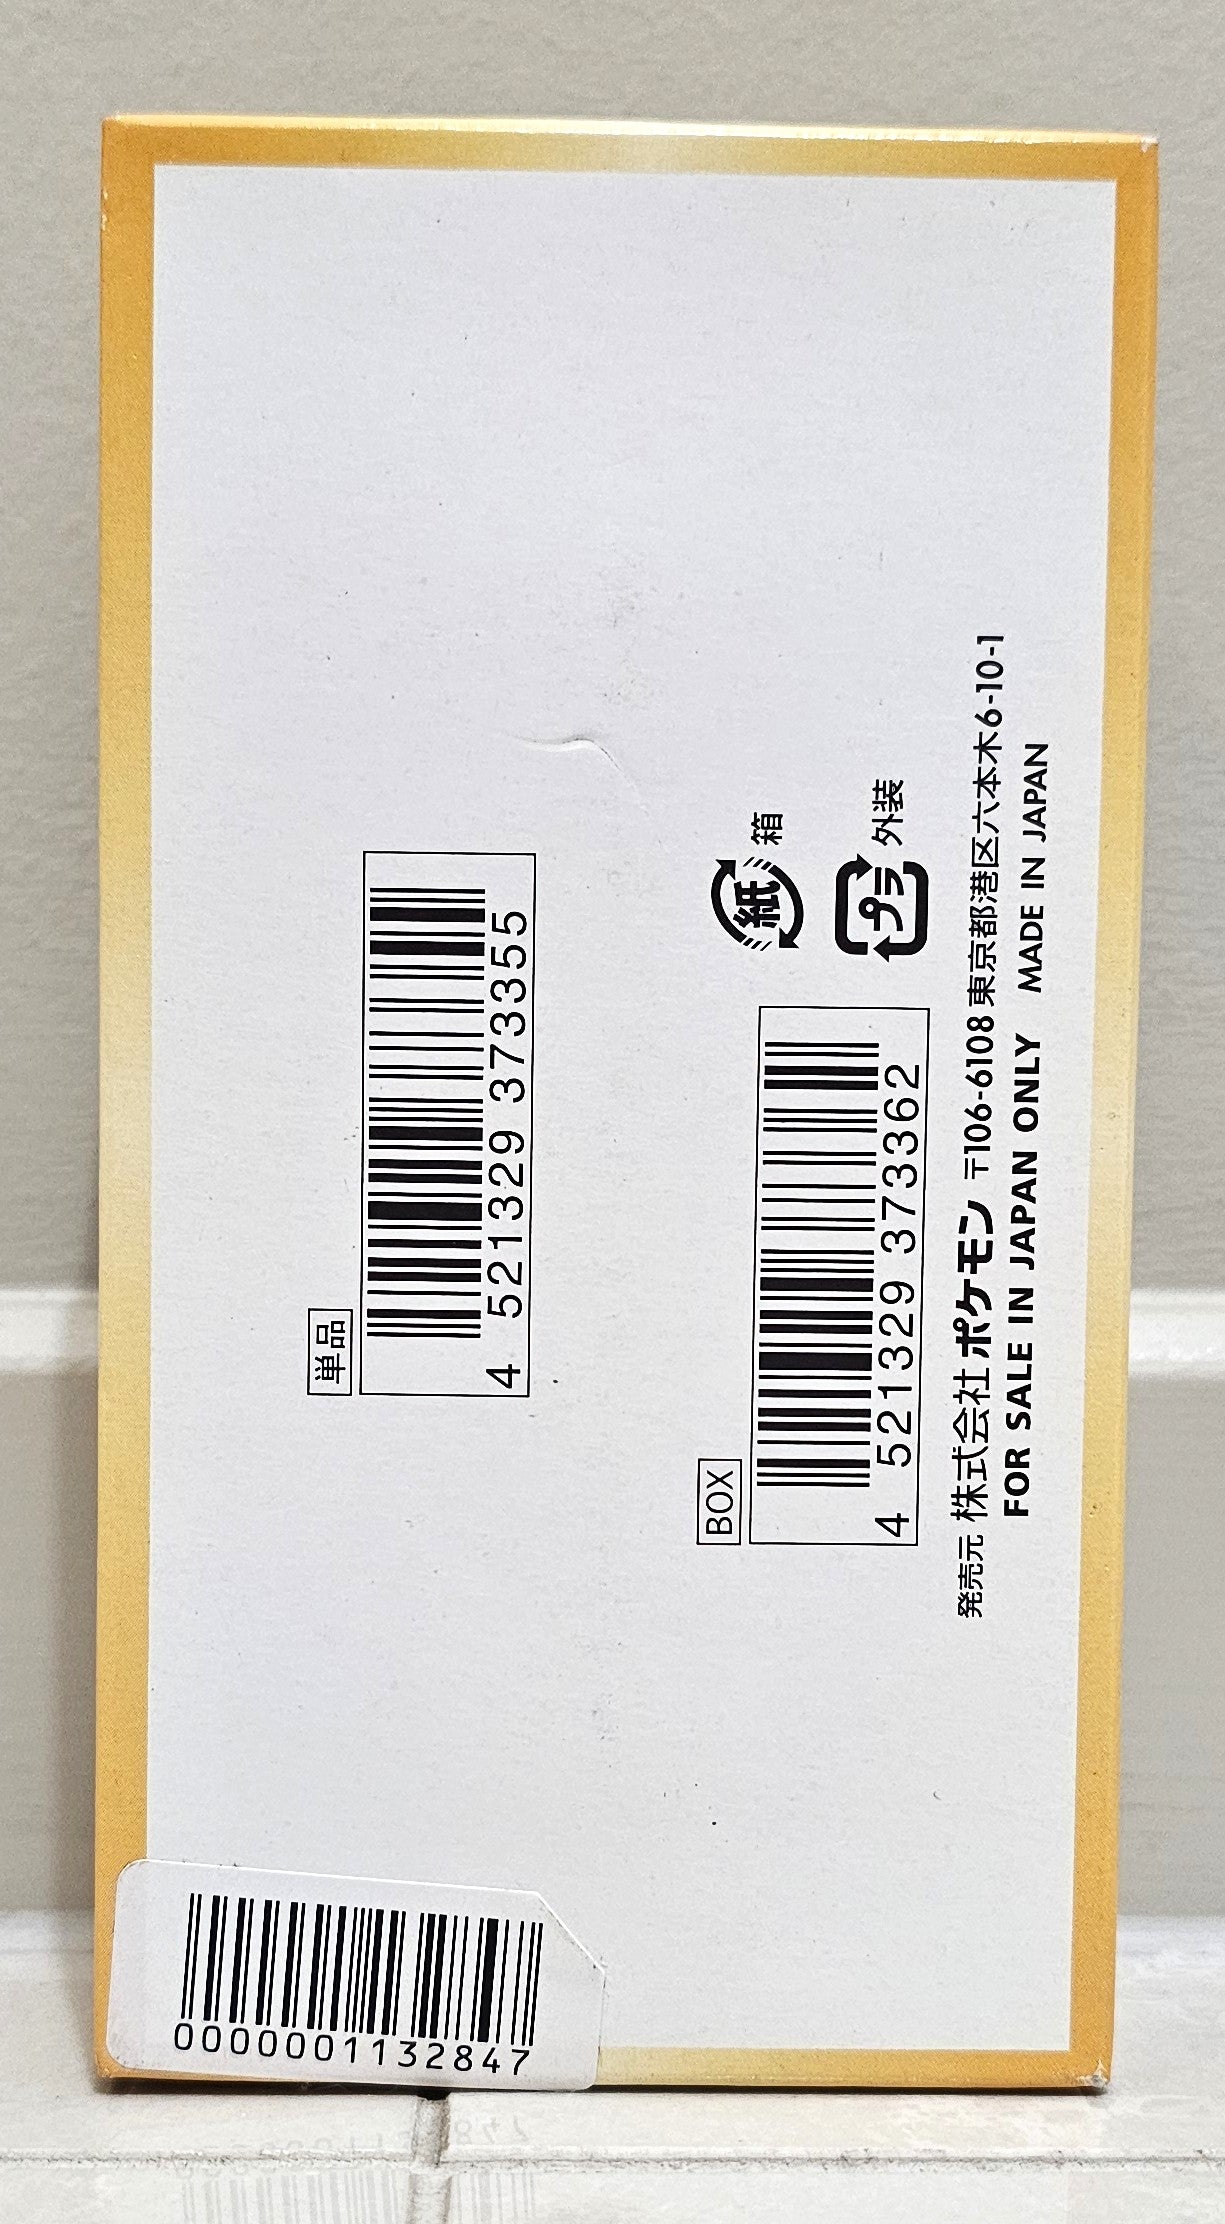 単品
4 521329 373355
BOX
4 521329 373362
紙 箱
プラ 外装
発売元 株式会社ポケモン 〒106-6108 東京都港区六本木6-10-1
FOR SALE IN JAPAN ONLY MADE IN JAPAN
0000001132847